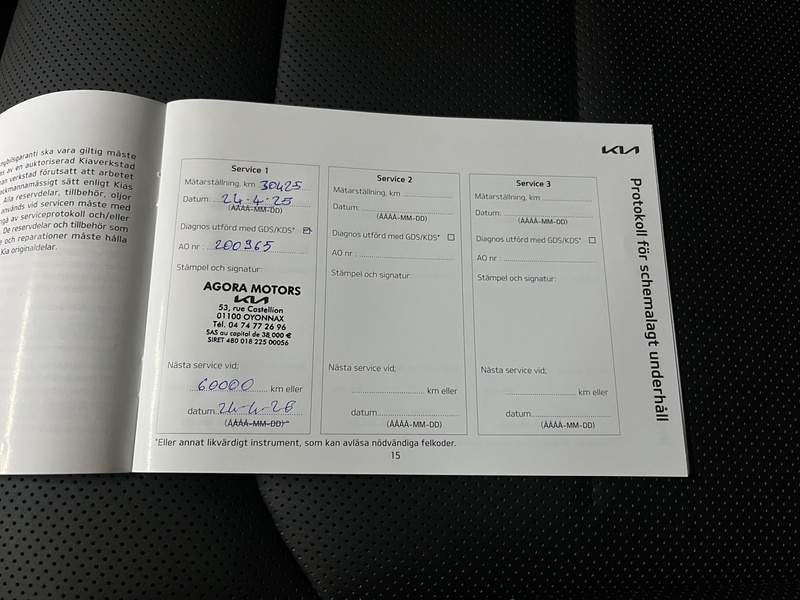 ngbilsgaranti ska vara giltig måste
es av en auktoriserad Kiaverkstad
an verkstad förutsatt att arbetet
ackmannamässigt sätt enligt Kias
Alla reservdelar, tillbehör, oljor
används vid servicen måste med
gå av serviceprotokoll och/eller
De reservdelar och tillbehör som
e och reparationer måste hålla
Kia originaldelar.
KIA
Protokoll för schemalagt underhåll
Service 1
Mätarställning, km 30425
Datum: 24.4.25
(ÅÅÅÅ-MM-DD)
Diagnos utförd med GDS/KDS*
AO nr : 200965
Stämpel och signatur:
AGORA MOTORS
KIA
53, rue Castellion
01100 OYONNAX
Tél. 04 74 77 26 96
SAS au capital de 38.000 €
SIRET 480 018 225 00056
Nästa service vid;
60000 km eller
datum 24-4-26
(ÅÅÅÅ-MM-DD)
Service 2
Mätarställning, km
Datum:
(ÅÅÅÅ-MM-DD)
Diagnos utförd med GDS/KDS*
AO nr :
Stämpel och signatur:
Nästa service vid;
km eller
datum
(ÅÅÅÅ-MM-DD)
Service 3
Mätarställning, km
Datum:
(ÅÅÅÅ-MM-DD)
Diagnos utförd med GDS/KDS*
AO nr :
Stämpel och signatur:
Nästa service vid;
km eller
datum
(ÅÅÅÅ-MM-DD)
*Eller annat likvärdigt instrument, som kan avläsa nödvändiga felkoder.
15